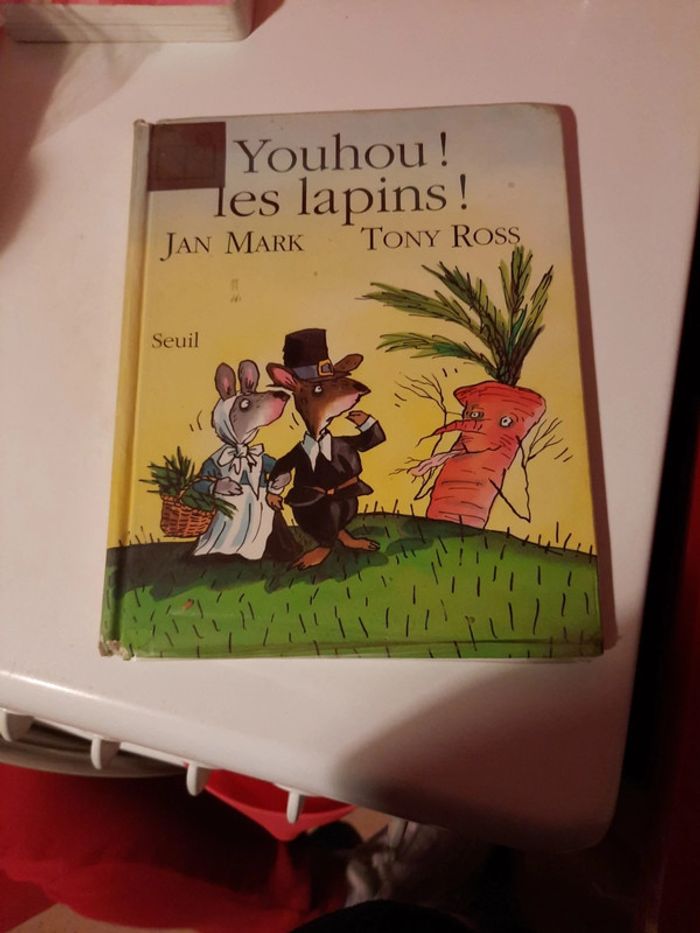 Youhou !
les lapins !
JAN MARK TONY ROSS
Seuil